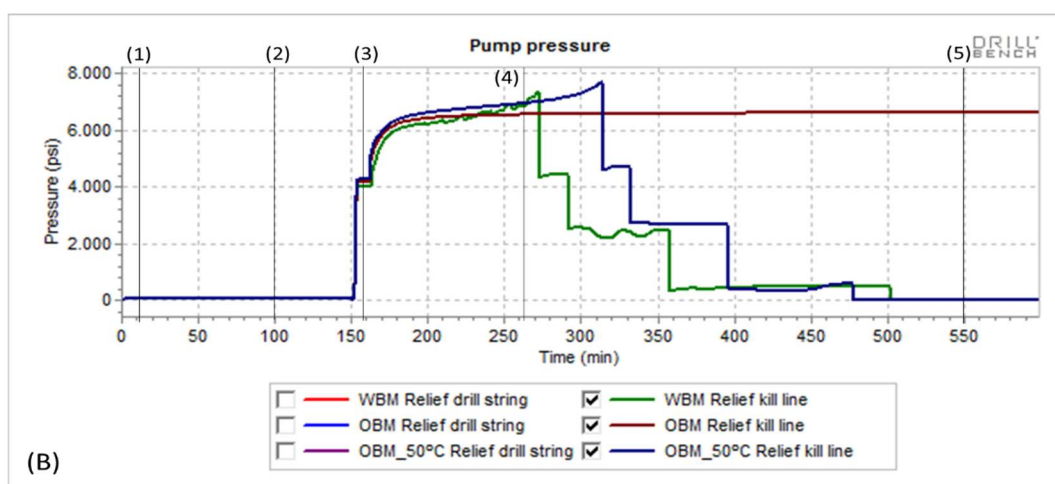 Pump pressure
DRILL
BENCH
(1) (2) (3) (4) (5)
8.000
6.000
4.000
2.000
0
Pressure (psi)
0 50 100 150 200 250 300 350 400 450 500 550
Time (min)
WBM Relief drill string
WBM Relief kill line
OBM Relief drill string
OBM Relief kill line
OBM_50ºC Relief drill string
OBM_50ºC Relief kill line
(B)